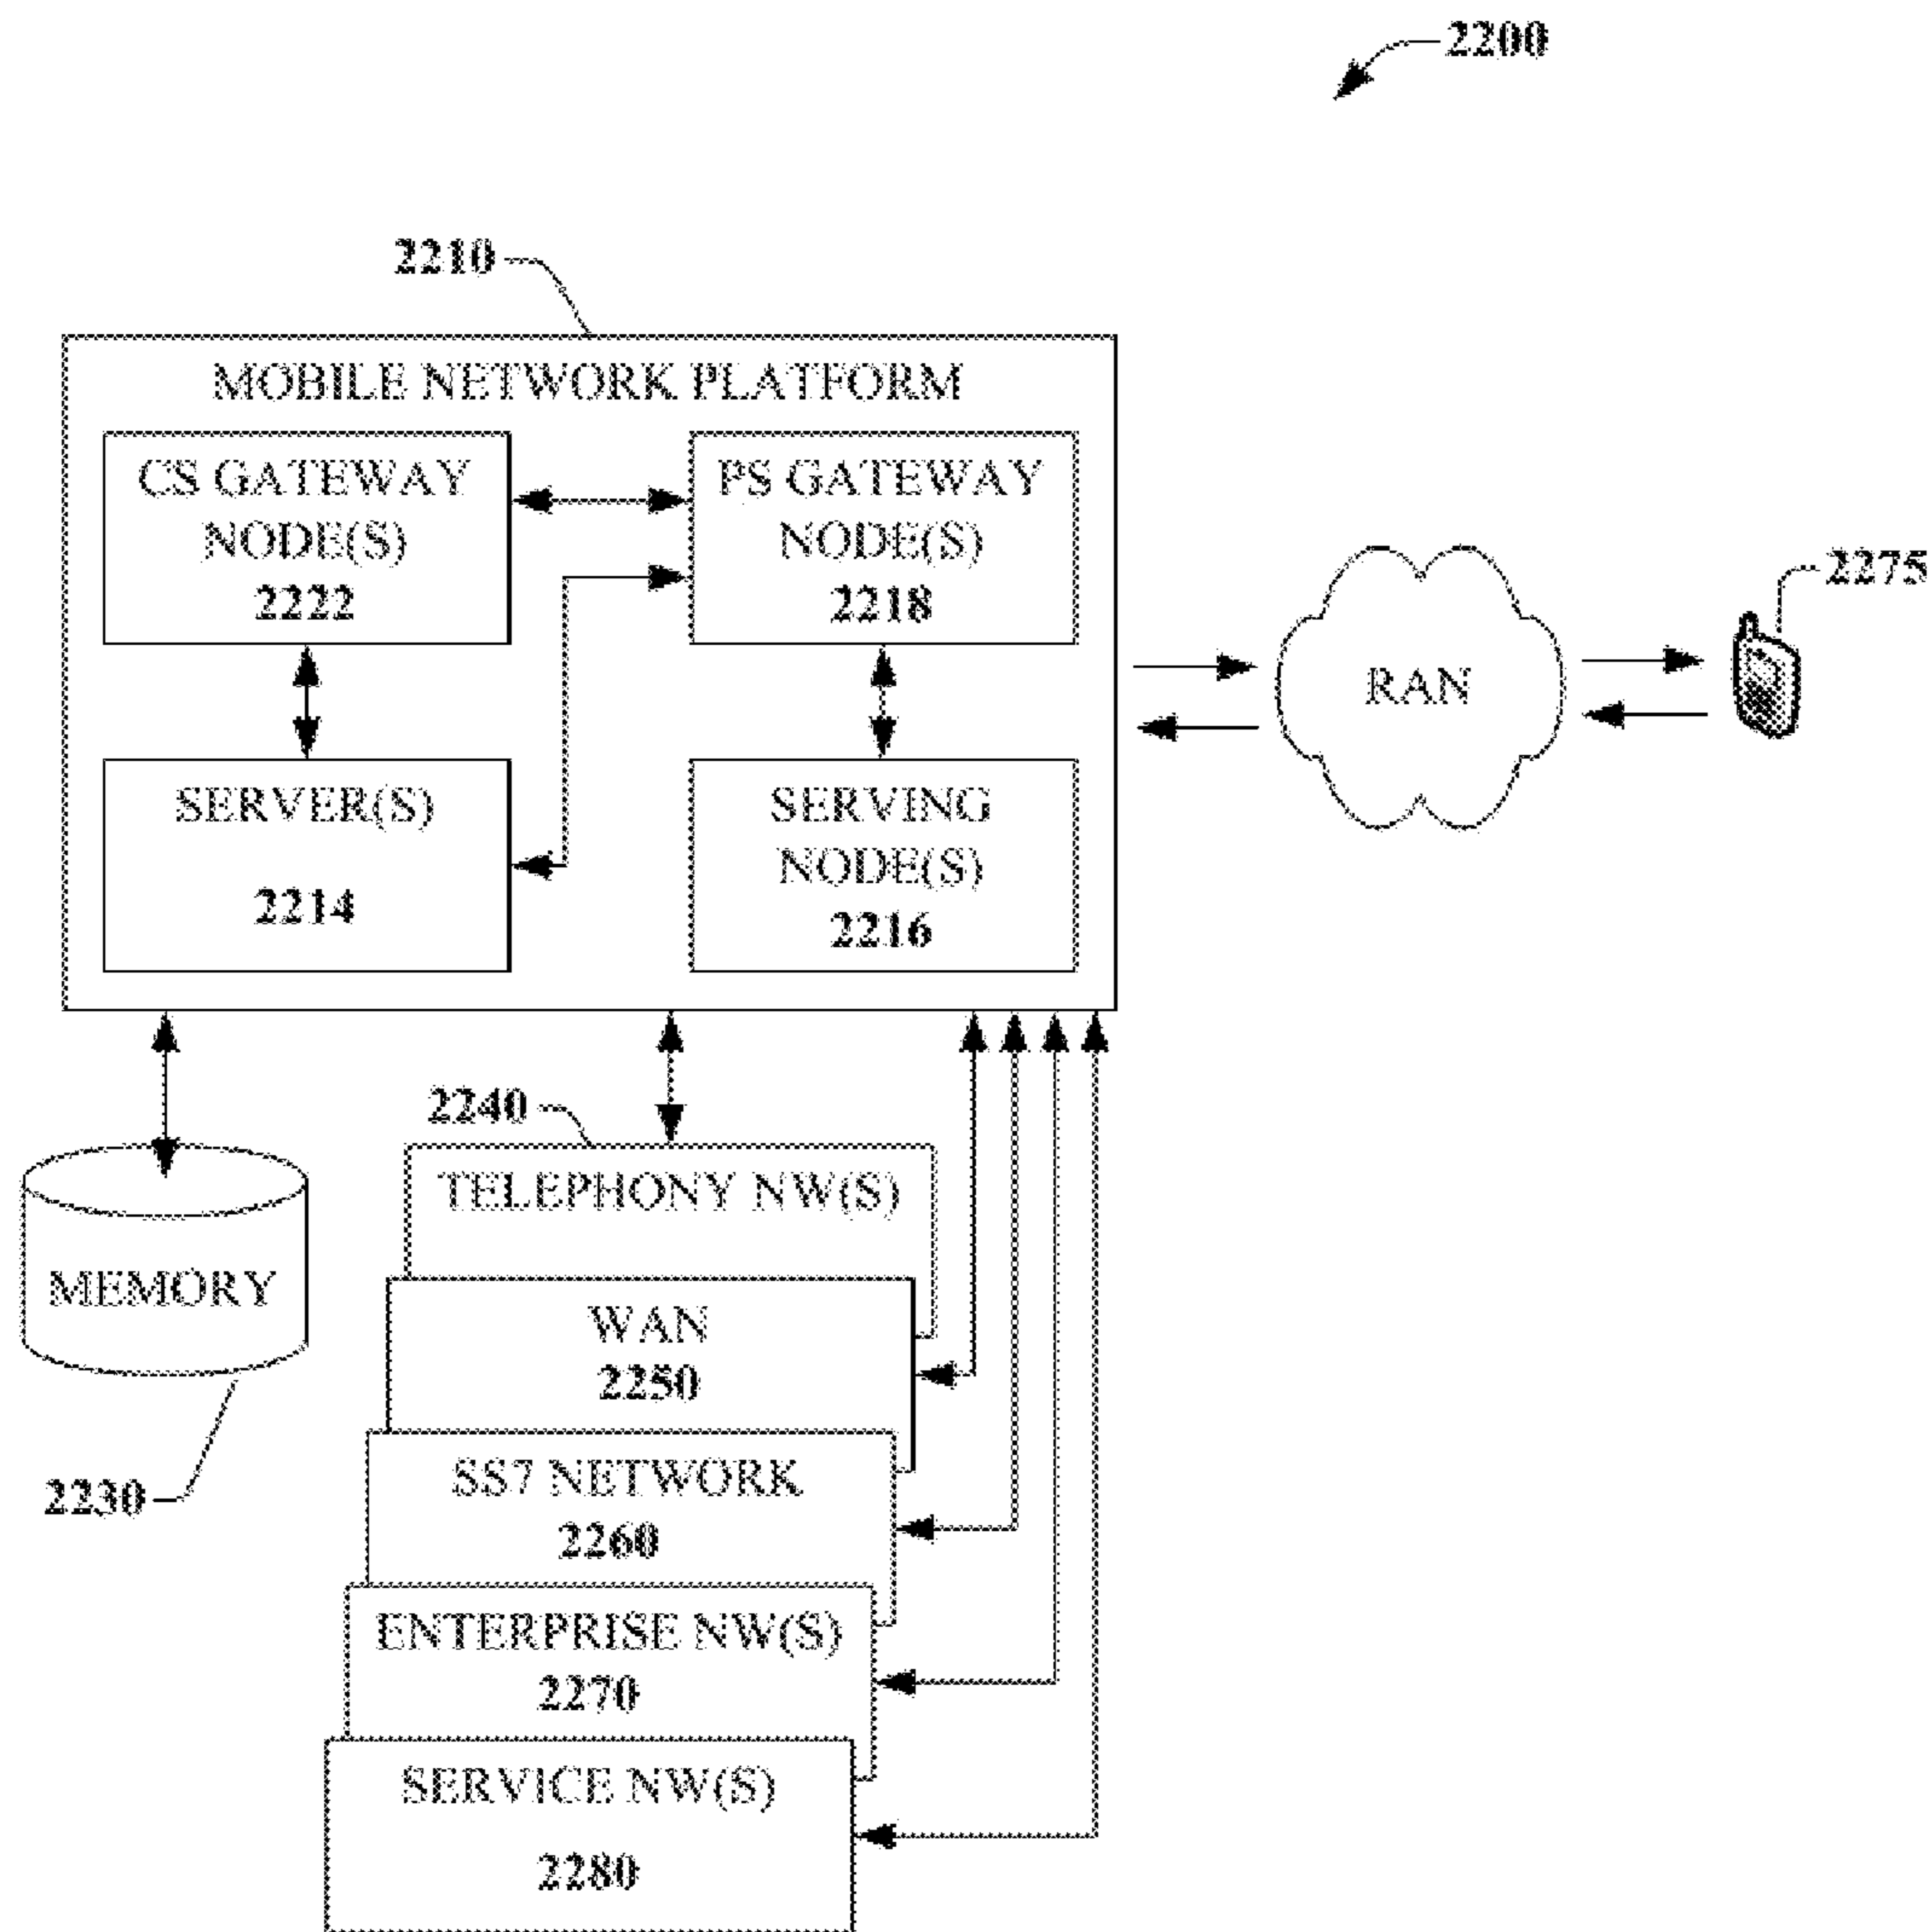 2200
2210
MOBILE NETWORK PLATFORM
CS GATEWAY
NODE(S)
2222
PS GATEWAY
NODE(S)
2218
SERVER(S)
2214
SERVING
NODE(S)
2216
RAN
2275
2240
TELEPHONY NW(S)
MEMORY
2230
WAN
2250
SS7 NETWORK
2260
ENTERPRISE NW(S)
2270
SERVICE NW(S)
2280